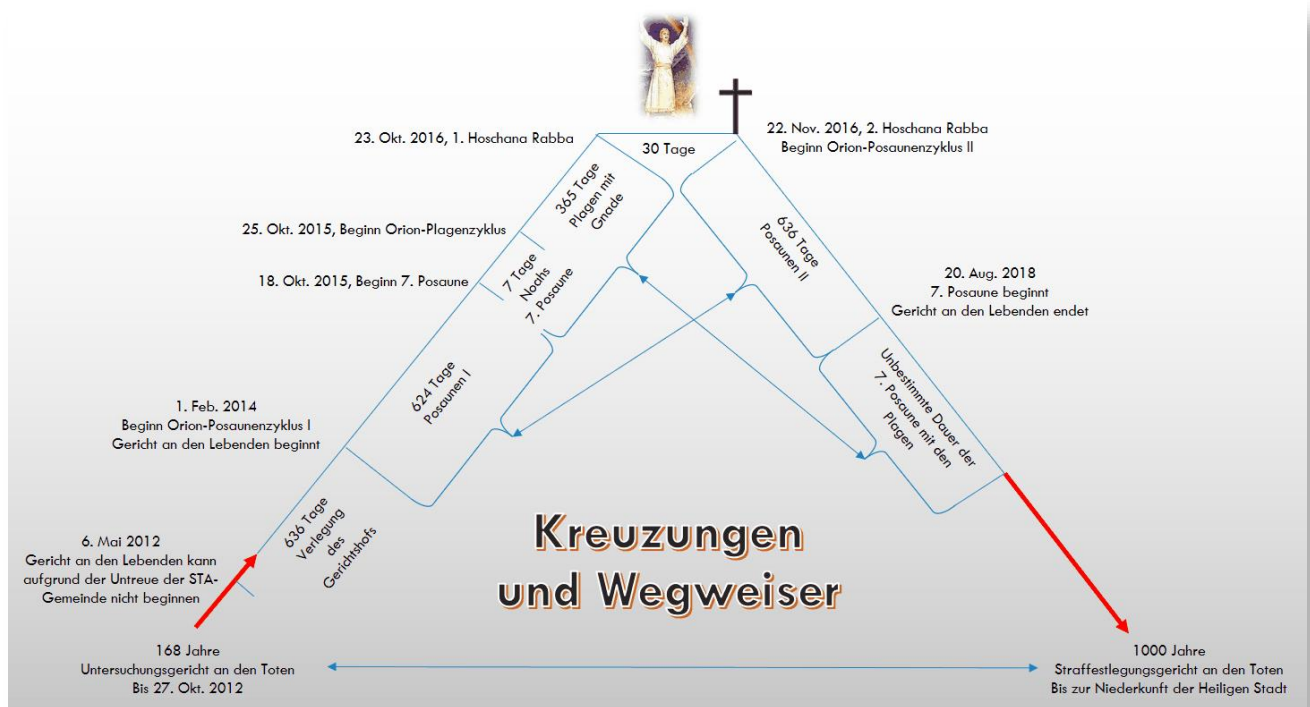 23. Okt. 2016, 1. Hoschana Rabba
30 Tage
22. Nov. 2016, 2. Hoschana Rabba
Beginn Orion-Posaunenzyklus II
365 Tage
Plagen mit
Gnade
25. Okt. 2015, Beginn Orion-Plagenzyklus
7 Tage
Noahs
7. Posaune
18. Okt. 2015, Beginn 7. Posaune
636 Tage
Posaunen II
20. Aug. 2018
7. Posaune beginnt
Gericht an den Lebenden endet
624 Tage
Posaunen I
Unbestimmte Dauer der
7. Posaune mit den
Plagen
1. Feb. 2014
Beginn Orion-Posaunenzyklus I
Gericht an den Lebenden beginnt
636 Tage
Verlegung
des
Gerichtshofs
6. Mai 2012
Gericht an den Lebenden kann
aufgrund der Untreue der STA-
Gemeinde nicht beginnen
Kreuzungen
und Wegweiser
168 Jahre
Untersuchungsgericht an den Toten
Bis 27. Okt. 2012
1000 Jahre
Straffestlegungsgericht an den Toten
Bis zur Niederkunft der Heiligen Stadt